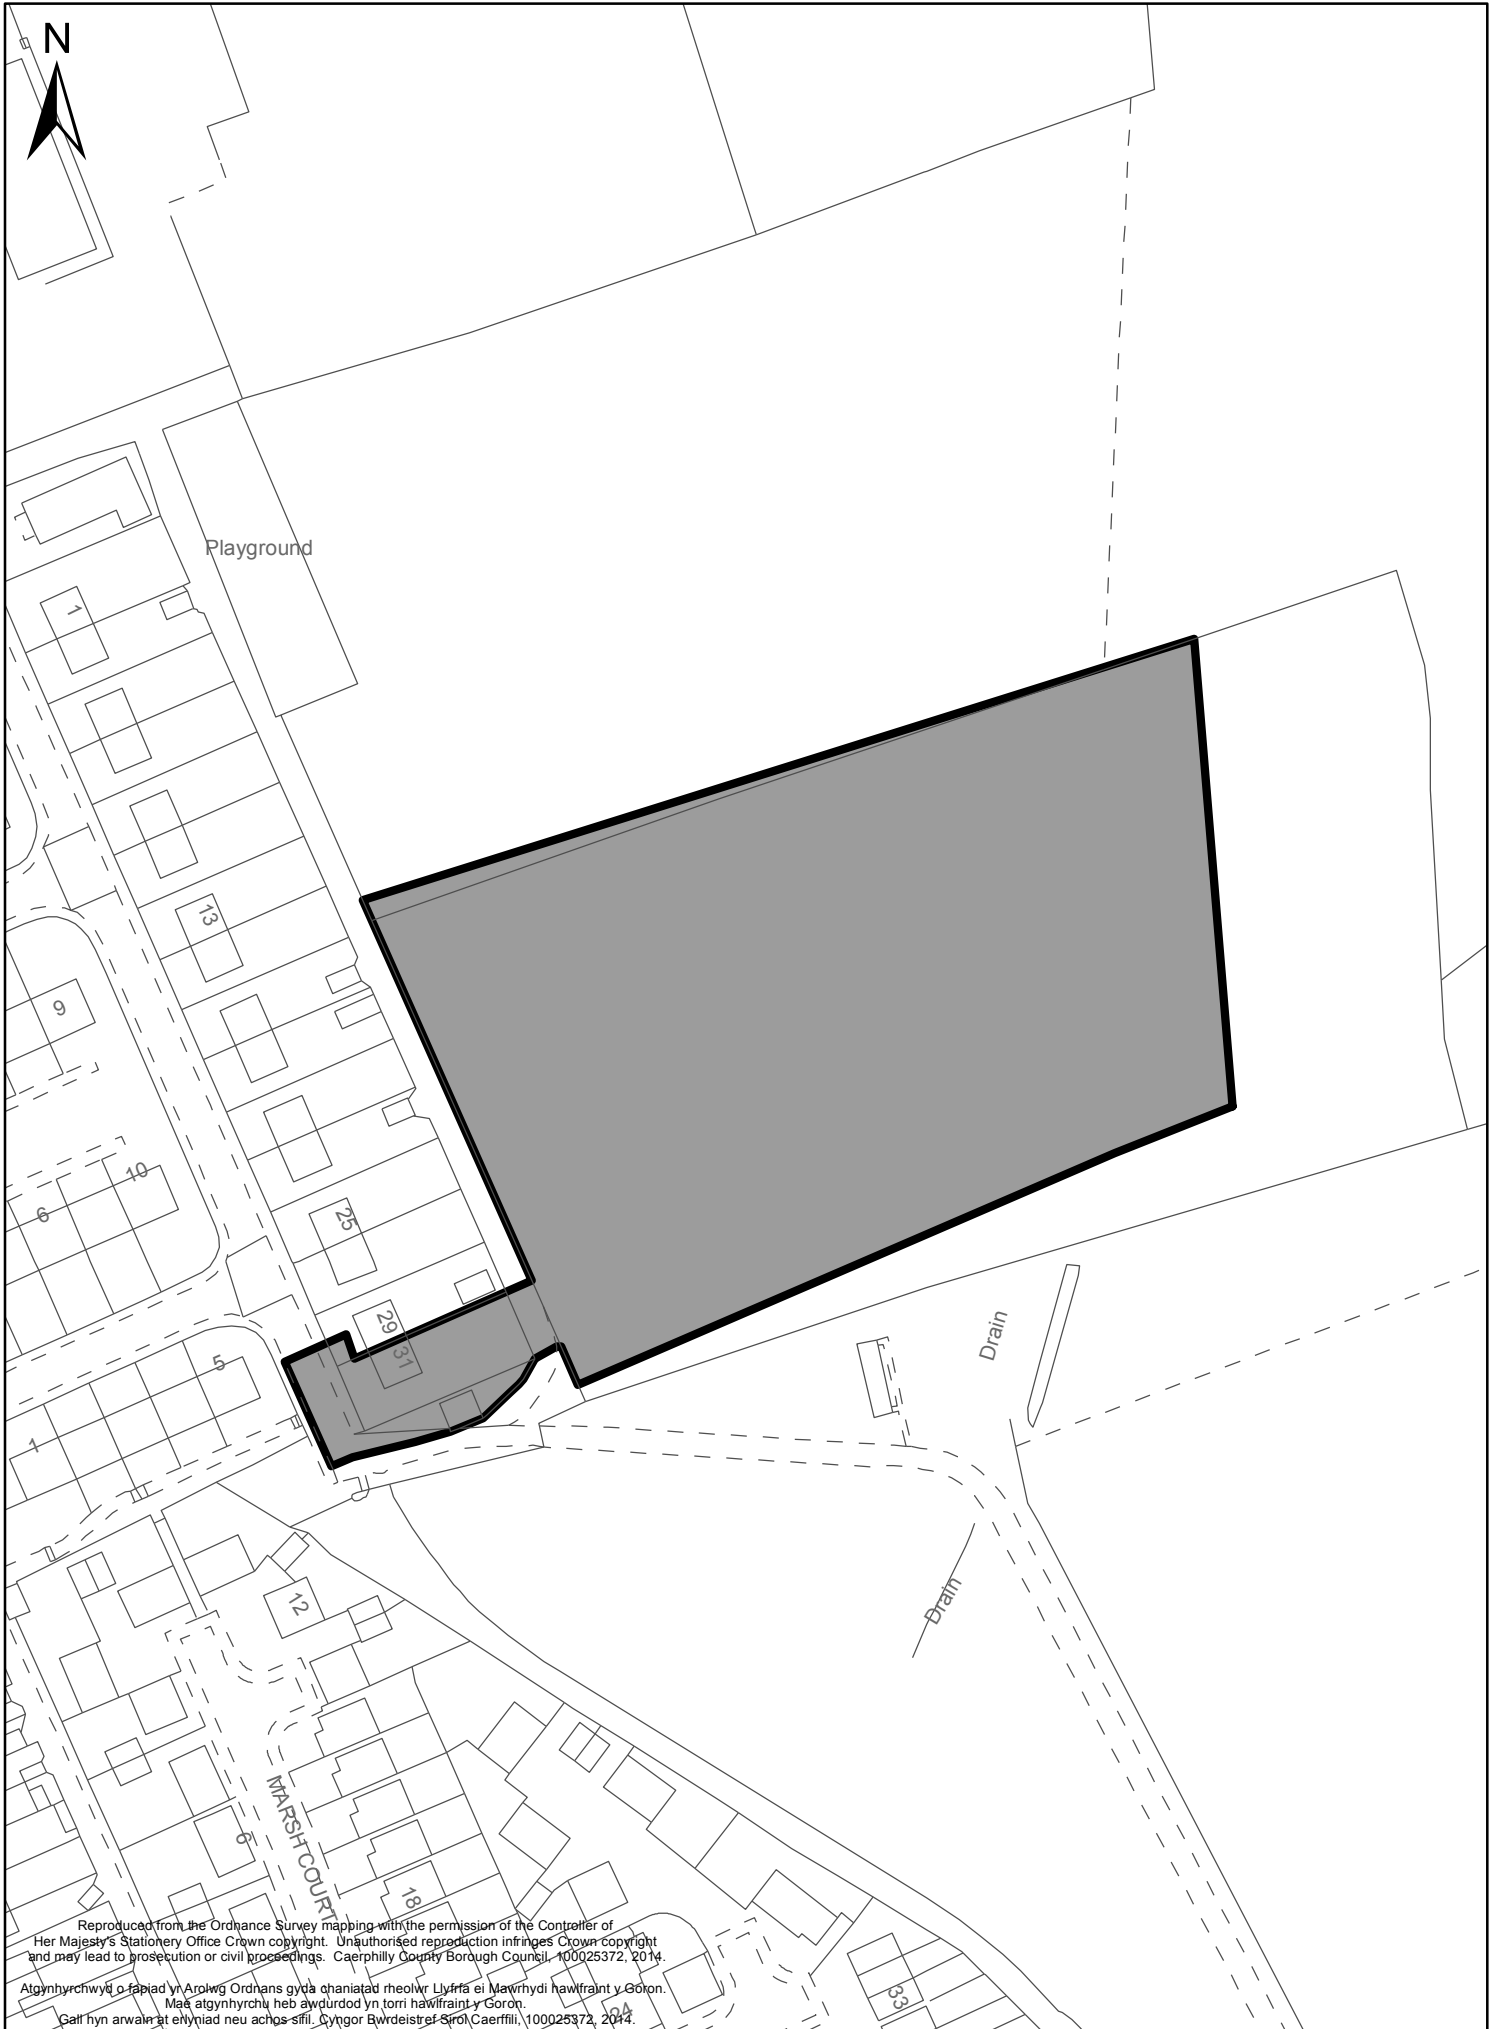 N
Playground
1
13
9
10
6
25
29
31
5
1
Drain
Drain
12
MARSH COURT
6
18
Reproduced from the Ordnance Survey mapping with the permission of the Controller of
Her Majesty's Stationery Office Crown copyright. Unauthorised reproduction infringes Crown copyright
and may lead to prosecution or civil proceedings. Caerphilly County Borough Council, 100025372, 2014.
Atgynhyrchwyd o fapiad yr Arolwg Ordnans gyda chaniatad rheolwr Llyfrfa ei Mawrhydi hawlfraint y Goron.
Mae atgynhyrchu heb awdurdod yn torri hawlfraint y Goron.
Gall hyn arwain at erlyniad neu achos sifil. Cyngor Bwrdeistref Sirol Caerffili, 100025372, 2014.
24
33